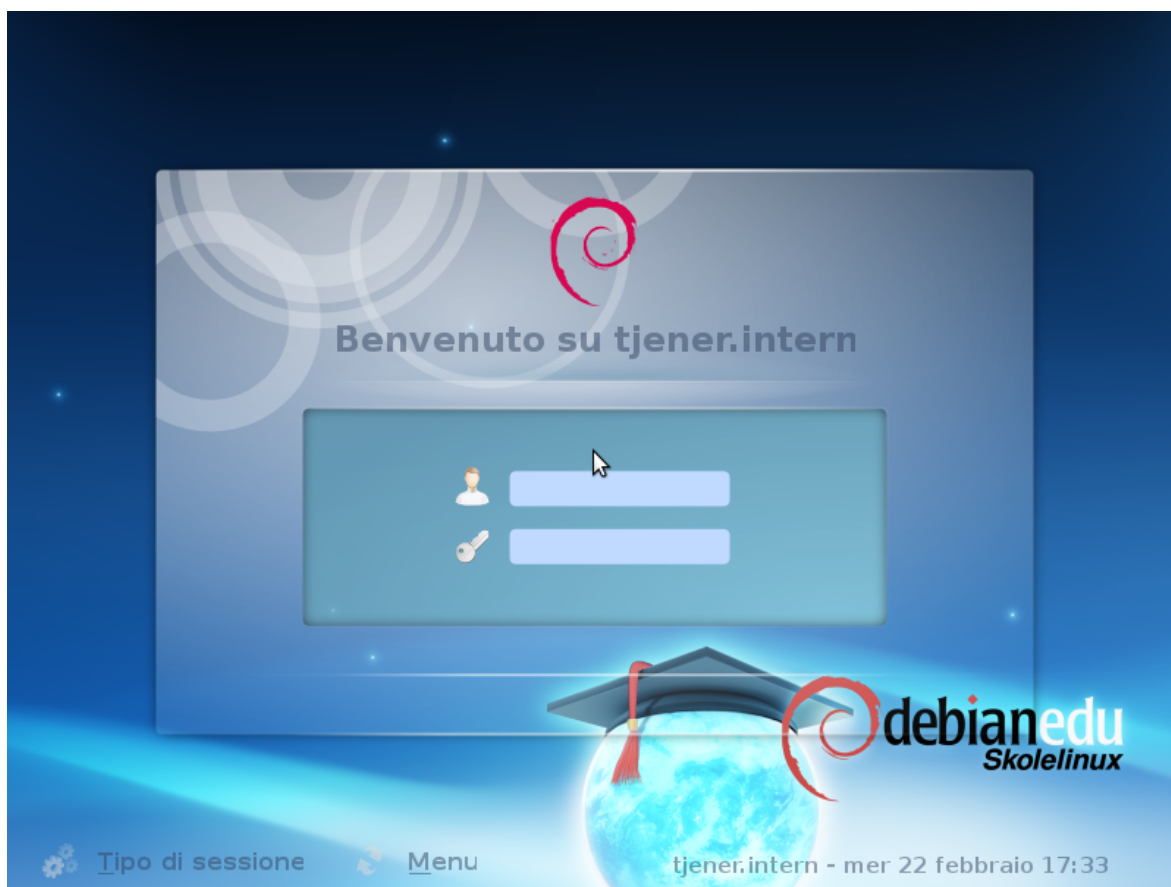 Benvenuto su tjener.intern
debianedu
Skolelinux
Tipo di sessione
Menu
tjener.intern - mer 22 febbraio 17:33